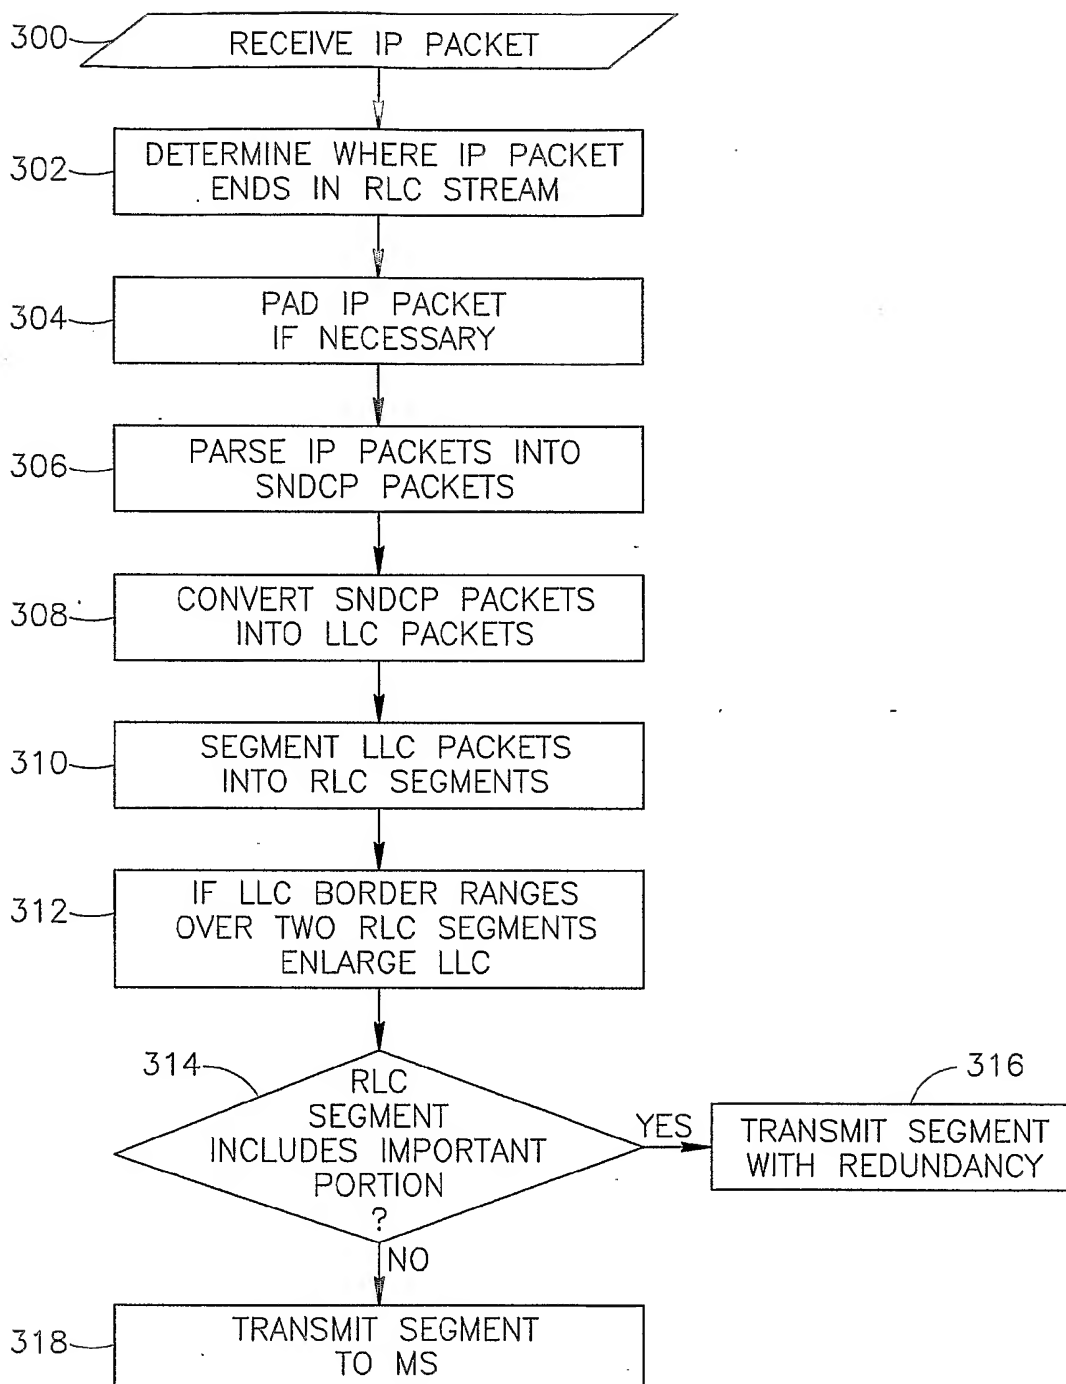 300
RECEIVE IP PACKET
302
DETERMINE WHERE IP PACKET
ENDS IN RLC STREAM
304
PAD IP PACKET
IF NECESSARY
306
PARSE IP PACKETS INTO
SNDCP PACKETS
308
CONVERT SNDCP PACKETS
INTO LLC PACKETS
310
SEGMENT LLC PACKETS
INTO RLC SEGMENTS
312
IF LLC BORDER RANGES
OVER TWO RLC SEGMENTS
ENLARGE LLC
314
RLC
SEGMENT
INCLUDES IMPORTANT
PORTION
?
YES
316
TRANSMIT SEGMENT
WITH REDUNDANCY
NO
318
TRANSMIT SEGMENT
TO MS